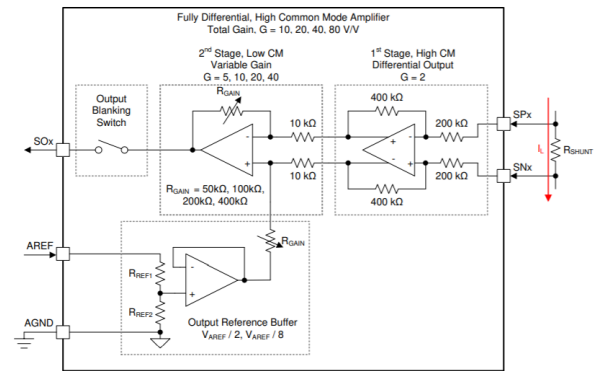 Fully Differential, High Common Mode Amplifier
Total Gain, G = 10, 20, 40, 80 V/V
2nd Stage, Low CM
Variable Gain
G = 5, 10, 20, 40
1st Stage, High CM
Differential Output
G = 2
Output
Blanking
Switch
RGAIN
400 kΩ
SPx
10 kΩ
200 kΩ
SOx
-
+
+
-
IL
RSHUNT
SNx
10 kΩ
200 kΩ
RGAIN = 50kΩ, 100kΩ,
200kΩ, 400kΩ
400 kΩ
RGAIN
AREF
-
+
RREF1
RREF2
AGND
Output Reference Buffer
VAREF / 2, VAREF / 8